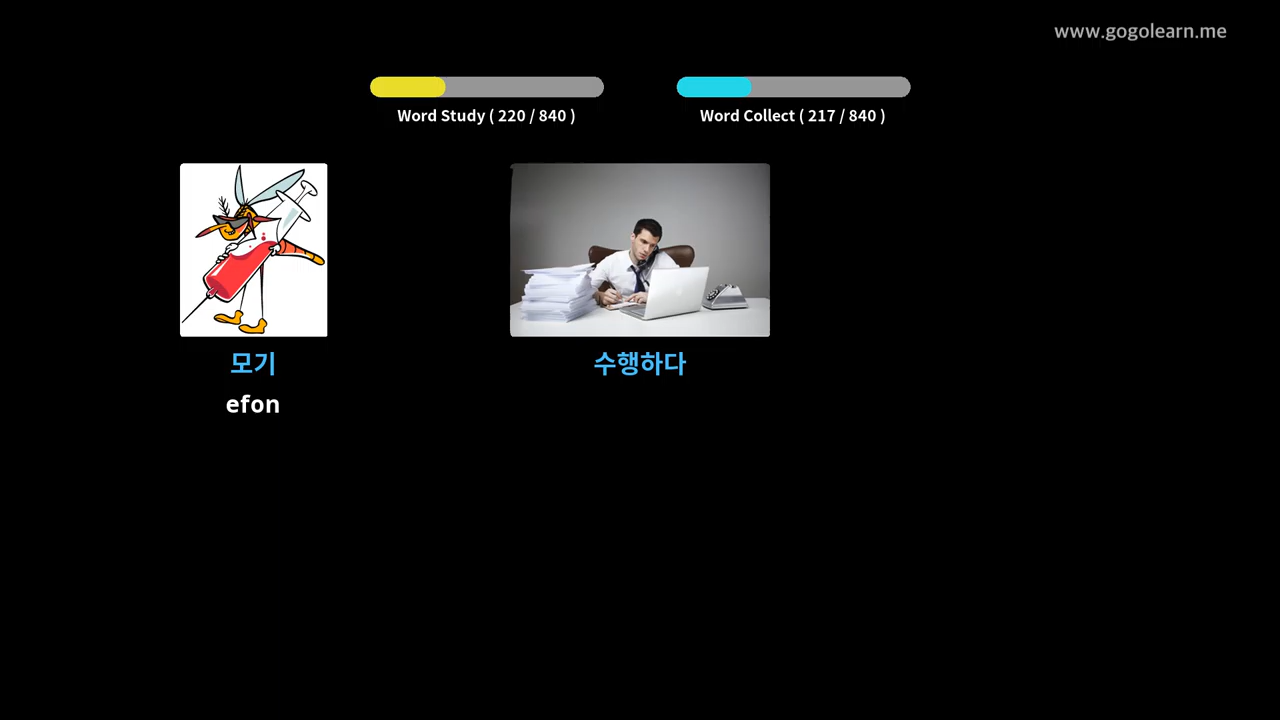 www.gogolearn.me
Word Study ( 220 / 840 )
Word Collect ( 217 / 840 )
모기
efon
수행하다